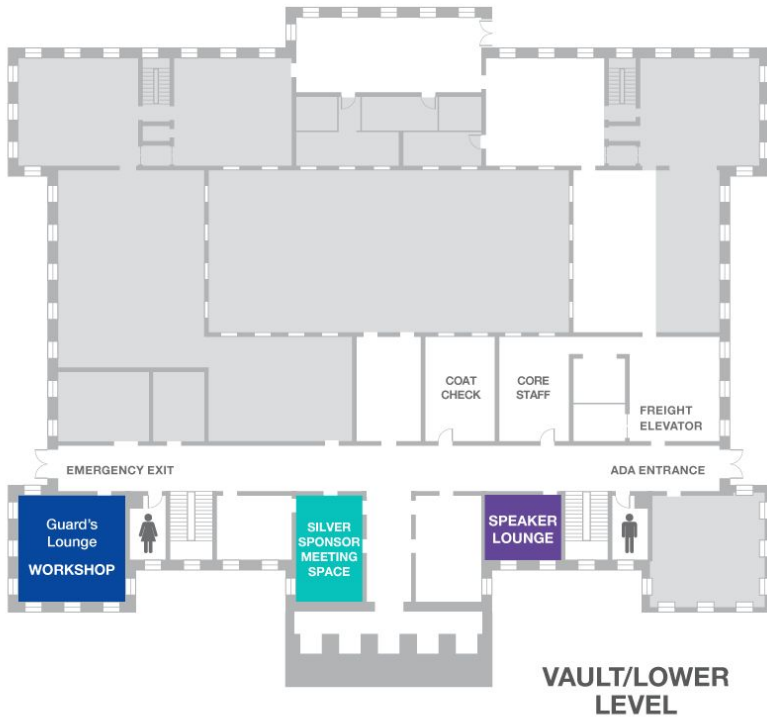 COAT
CHECK
CORE
STAFF
FREIGHT
ELEVATOR
EMERGENCY EXIT
ADA ENTRANCE
Guard's
Lounge
WORKSHOP
SILVER
SPONSOR
MEETING
SPACE
SPEAKER
LOUNGE
VAULT/LOWER
LEVEL